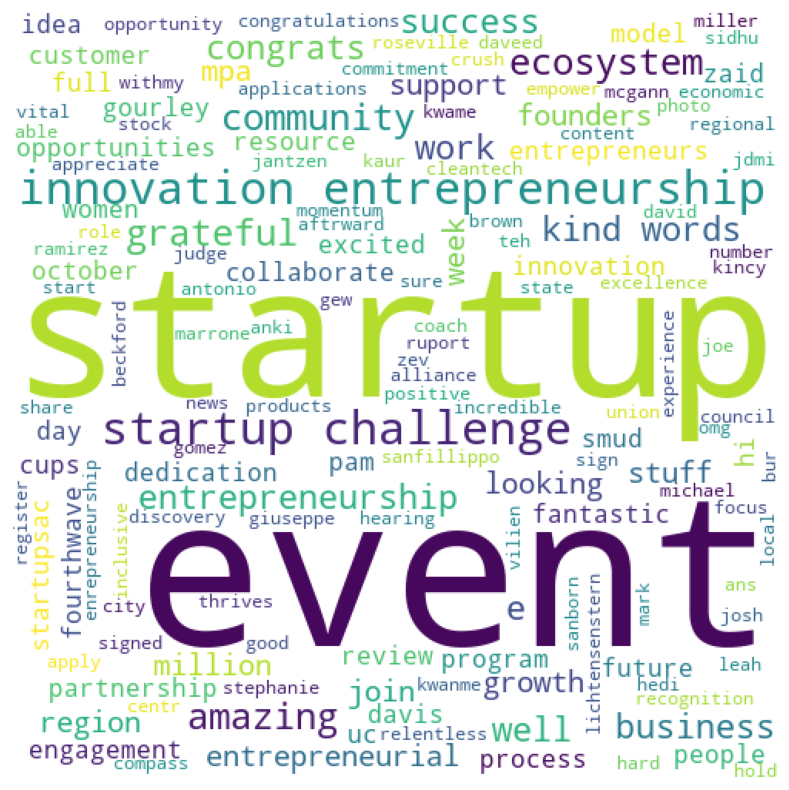 idea opportunity congratulations success model miller
customer congrats roseville daveed sidhu
full withmy mpa commitment crush ecosystem zaid
applications support empower mcgann economic
vital gourley community kwame founders photo
able stock content regional
opportunities resource work entrepreneurs jdmi
appreciate jantzen kaur cleantech
innovation entrepreneurship
women momentum brown david
role grateful aftrward week teh kind words
ramirez judge excited number
october collaborate innovation kincy
start antonio sure state excellence
gew
startup
beckford marrone anki coach experience joe
ruport
zev
alliance
positive
share news products incredible union council
day startup challenge smud omg
gomez sign hi
cups pam sanfillippo bur
dedication looking stuff
register enrepreneurship entrepreneurship michael
startupsac fourthwave inclusive discovery giuseppe hearing vilien fantastic focus local
event
e
ans
city thrives sanborn lichtensenstern mark josh
signed good
apply million review program future leah
partnership stephanie join kwanme growth hedi
centr davis recognition
region amazing uc relentless well business
engagement entrepreneurial process people
compass hard hold